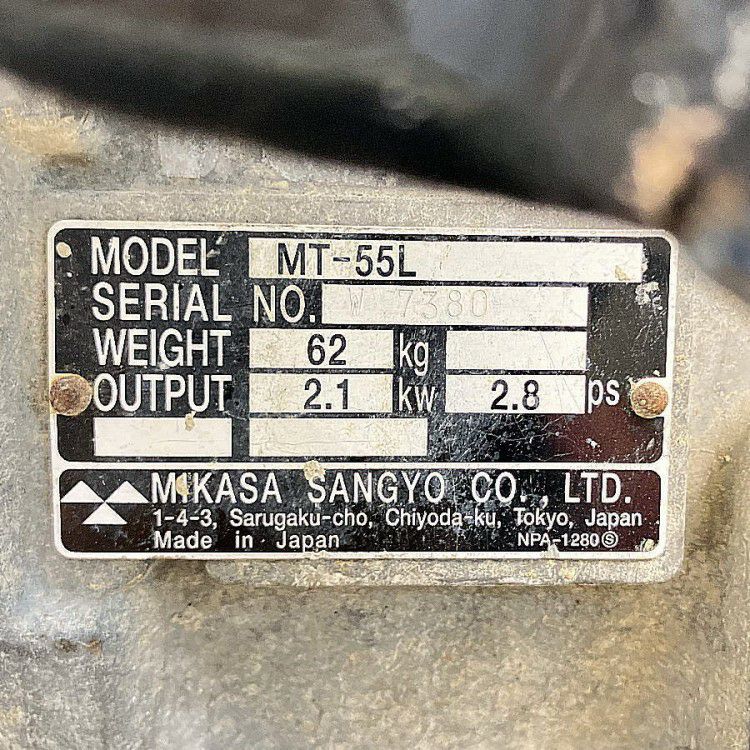 MODEL MT-55L
SERIAL NO. W 7380
WEIGHT 62 kg
OUTPUT 2.1 kw 2.8 ps
MIKASA SANGYO CO., LTD.
1-4-3, Sarugaku-cho, Chiyoda-ku, Tokyo, Japan
Made in Japan NPA-1280Ⓢ